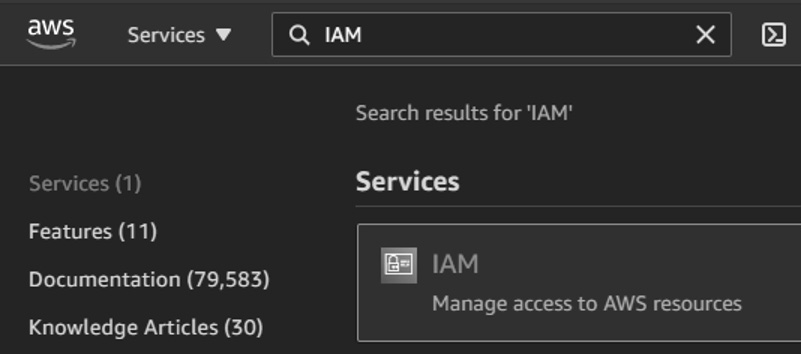 aws
Services ▼
IAM
Search results for 'IAM'
Services (1)
Features (11)
Documentation (79,583)
Knowledge Articles (30)
Services
IAM
Manage access to AWS resources